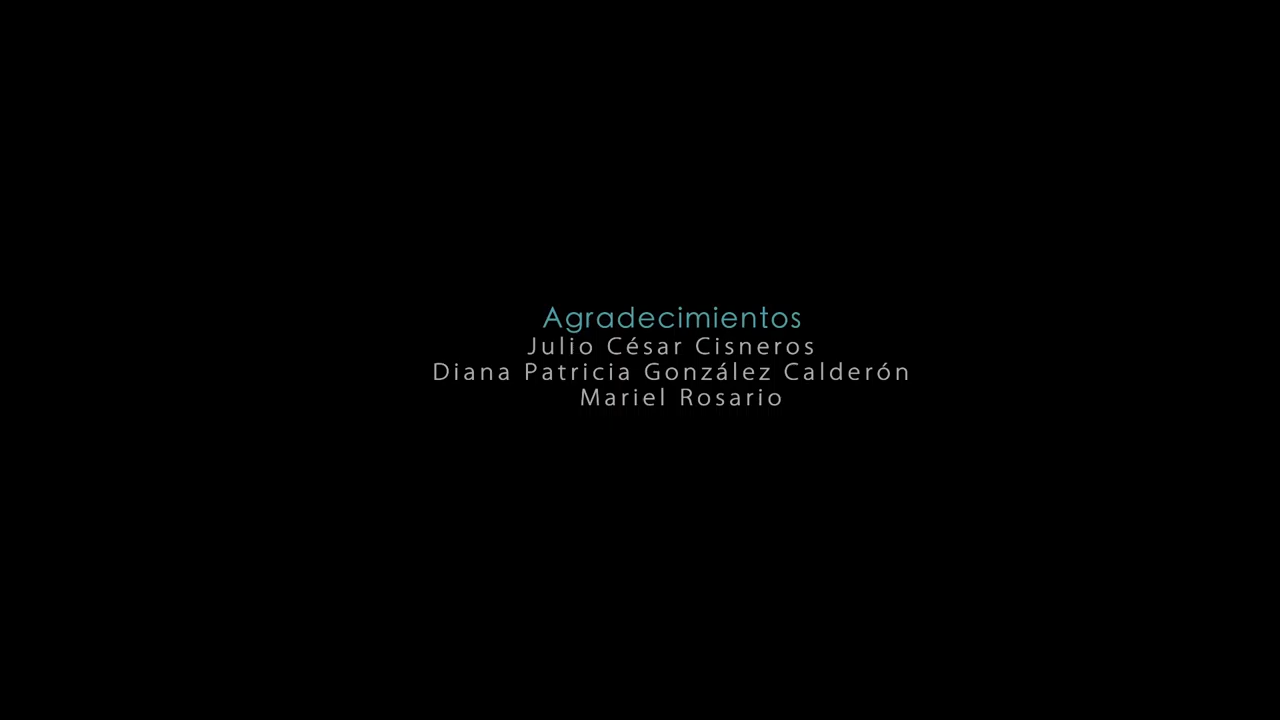 Agradecimientos
Julio César Cisneros
Diana Patricia González Calderón
Mariel Rosario